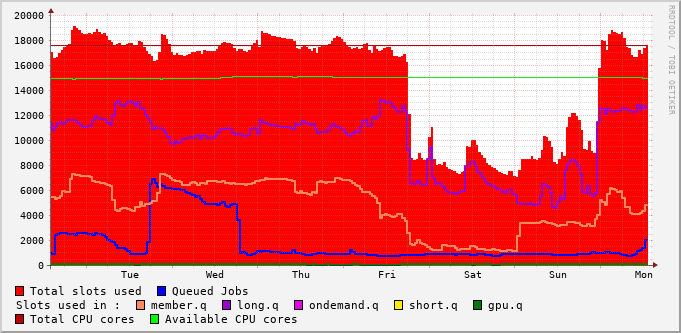 20000
18000
16000
14000
12000
10000
8000
6000
4000
2000
0
Tue Wed Thu Fri Sat Sun Mon
RRDTOOL / TOBI OETIKER
Total slots used Queued Jobs
Slots used in : member.q long.q ondemand.q short.q gpu.q
Total CPU cores Available CPU cores